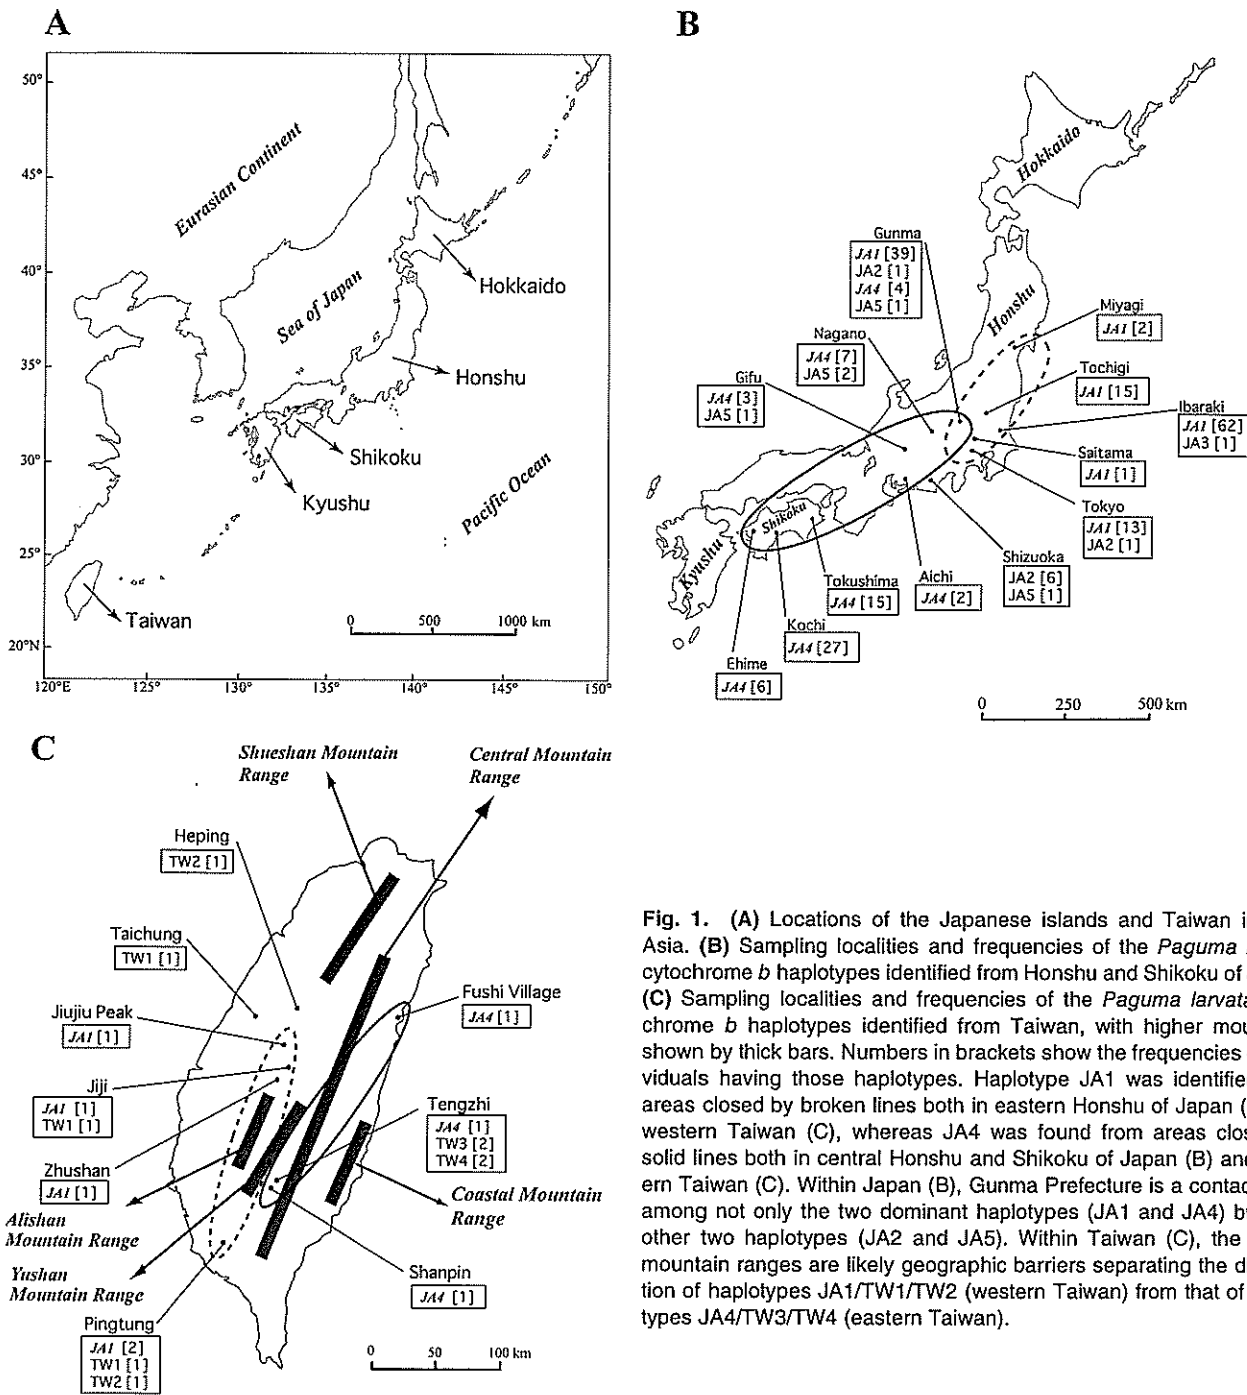 A
50°
45°
40°
35°
30°
25°
20°N
120°E
125°
130°
135°
140°
145°
150°
Eurasian Continent
Sea of Japan
Pacific Ocean
Hokkaido
Honshu
Shikoku
Kyushu
Taiwan
0 500 1000 km
B
Hokkaido
Honshu
Shikoku
Kyushu
Gunma
JA1 [39]
JA2 [1]
JA4 [4]
JA5 [1]
Nagano
JA4 [7]
JA5 [2]
Gifu
JA4 [3]
JA5 [1]
Miyagi
JA1 [2]
Tochigi
JA1 [15]
Ibaraki
JA1 [62]
JA3 [1]
Saitama
JA1 [1]
Tokyo
JA1 [13]
JA2 [1]
Shizuoka
JA2 [6]
JA5 [1]
Aichi
JA4 [2]
Tokushima
JA4 [15]
Kochi
JA4 [27]
Ehime
JA4 [6]
0 250 500 km
C
Shueshan Mountain
Range
Central Mountain
Range
Heping
TW2 [1]
Taichung
TW1 [1]
Jiujiu Peak
JA1 [1]
Jiji
JA1 [1]
TW1 [1]
Zhushan
JA1 [1]
Alishan
Mountain Range
Yushan
Mountain Range
Pingtung
JA1 [2]
TW1 [1]
TW2 [1]
Fushi Village
JA4 [1]
Tengzhi
JA4 [1]
TW3 [2]
TW4 [2]
Coastal Mountain
Range
Shanpin
JA4 [1]
0 50 100 km
Fig. 1. (A) Locations of the Japanese islands and Taiwan i
Asia. (B) Sampling localities and frequencies of the Paguma
cytochrome b haplotypes identified from Honshu and Shikoku of
(C) Sampling localities and frequencies of the Paguma larvata
chrome b haplotypes identified from Taiwan, with higher mou
shown by thick bars. Numbers in brackets show the frequencies
viduals having those haplotypes. Haplotype JA1 was identifie
areas closed by broken lines both in eastern Honshu of Japan (
western Taiwan (C), whereas JA4 was found from areas clos
solid lines both in central Honshu and Shikoku of Japan (B) and
ern Taiwan (C). Within Japan (B), Gunma Prefecture is a contac
among not only the two dominant haplotypes (JA1 and JA4) b
other two haplotypes (JA2 and JA5). Within Taiwan (C), the
mountain ranges are likely geographic barriers separating the d
tion of haplotypes JA1/TW1/TW2 (western Taiwan) from that of
types JA4/TW3/TW4 (eastern Taiwan).